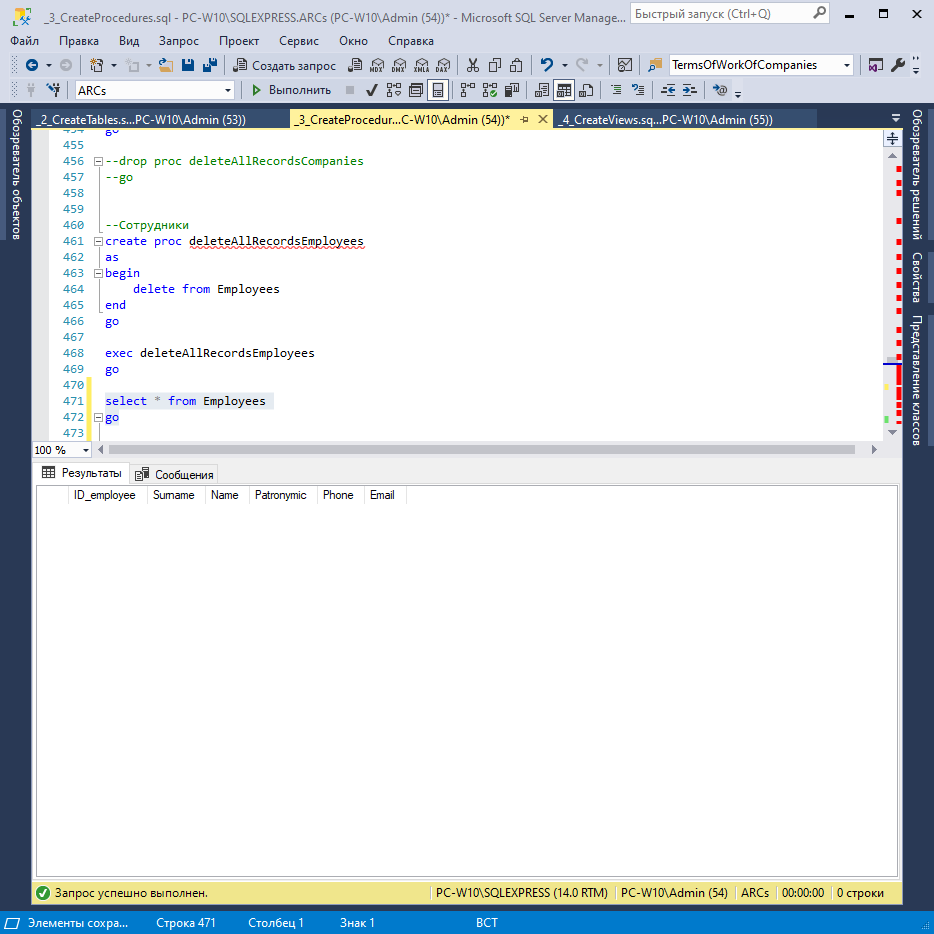 _3_CreateProcedures.sql - PC-W10\SQLEXPRESS.ARCs (PC-W10\Admin (54))* - Microsoft SQL Server Manage...
Быстрый запуск (Ctrl+Q)
Файл Правка Вид Запрос Проект Сервис Окно Справка
Создать запрос MDX DMX XMLA DAX TermsOfWorkOfCompanies
ARCs Выполнить
Обозреватель объектов
_2_CreateTables.s...PC-W10\Admin (53))
_3_CreateProcedur...C-W10\Admin (54))*
_4_CreateViews.sq...PC-W10\Admin (55))
454 go
455
456 --drop proc deleteAllRecordsCompanies
457 --go
458
459
460 --Сотрудники
461 create proc deleteAllRecordsEmployees
462 as
463 begin
464 delete from Employees
465 end
466 go
467
468 exec deleteAllRecordsEmployees
469 go
470
471 select * from Employees
472 go
473
100 %
Обозреватель решений
Свойства
Представление классов
Результаты Сообщения
ID_employee Surname Name Patronymic Phone Email
Запрос успешно выполнен.
PC-W10\SQLEXPRESS (14.0 RTM) PC-W10\Admin (54) ARCs 00:00:00 0 строки
Элементы сохра... Строка 471 Столбец 1 Знак 1 ВСТ